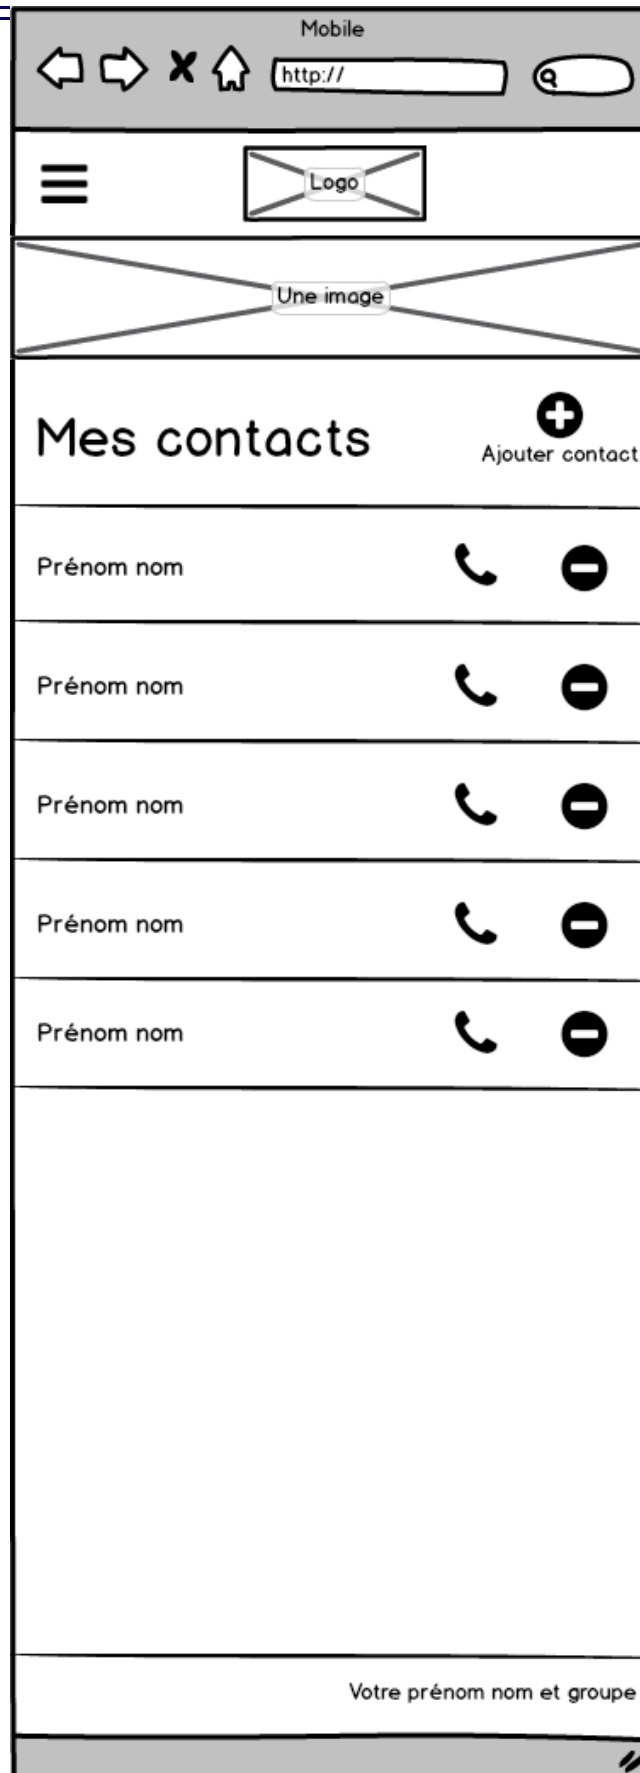 Mobile
http://
Logo
Une image
Mes contacts
Ajouter contact
Prénom nom
Prénom nom
Prénom nom
Prénom nom
Prénom nom
Votre prénom nom et groupe